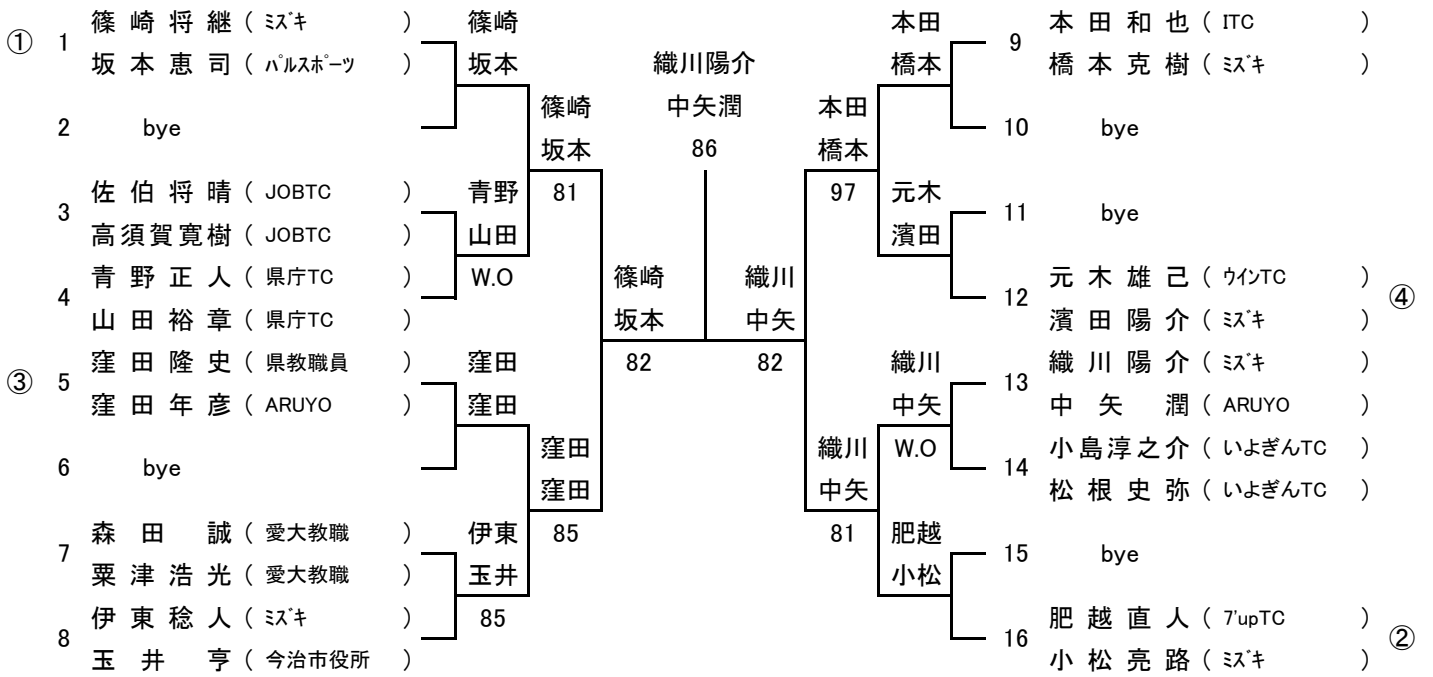 篠崎将継（ミズキ） 篠崎 本田 本田和也（ITC）
① 1 9
坂本恵司（パルスポーツ） 坂本 織川陽介 橋本 橋本克樹（ミズキ）
篠崎 中矢潤 本田
2 bye 10 bye
坂本 86 橋本
佐伯将晴（JOBTC） 青野 81 97 元木
3 11 bye
高須賀寛樹（JOBTC） 山田 濱田
青野正人（県庁TC） W.O 篠崎 織川 元木雄己（ウインTC）
4 12 ④
山田裕章（県庁TC） 坂本 中矢 濱田陽介（ミズキ）
窪田隆史（県教職員） 窪田 82 82 織川 織川陽介（ミズキ）
③ 5 13
窪田年彦（ARUYO） 窪田 中矢 中矢潤（ARUYO）
窪田 織川 W.O 小島淳之介（いよぎんTC）
6 bye 14
窪田 中矢 松根史弥（いよぎんTC）
森田誠（愛大教職） 伊東 85 81 肥越
7 15 bye
粟津浩光（愛大教職） 玉井 小松
伊東稔人（ミズキ） 85 肥越直人（7'upTC）
8 16 ②
玉井亨（今治市役所） 小松亮路（ミズキ）